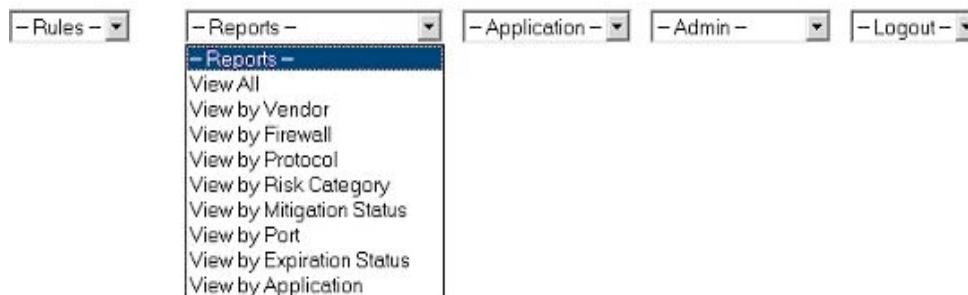 – Rules – – Reports – – Application – – Admin – – Logout –
– Reports –
View All
View by Vendor
View by Firewall
View by Protocol
View by Risk Category
View by Mitigation Status
View by Port
View by Expiration Status
View by Application